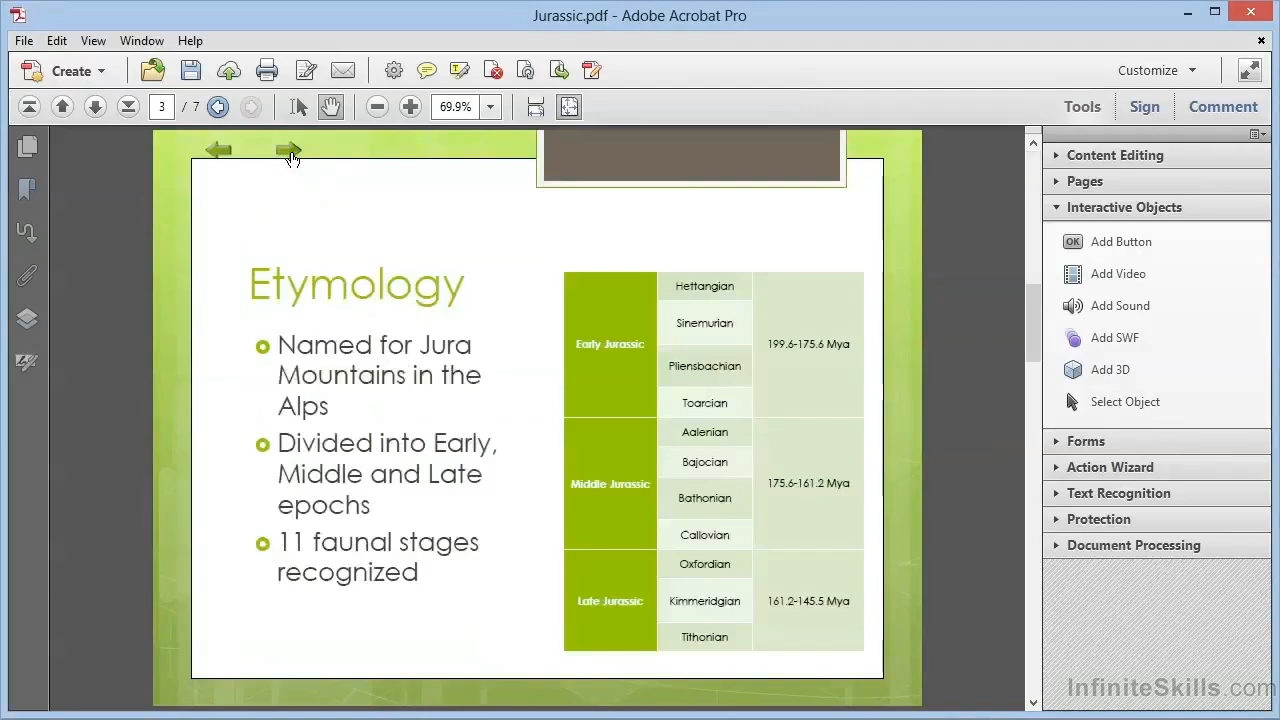 Jurassic.pdf - Adobe Acrobat Pro
File Edit View Window Help
Create
Customize
3 / 7
69.9%
Tools Sign Comment
Etymology
Named for Jura
Mountains in the
Alps
Divided into Early,
Middle and Late
epochs
11 faunal stages
recognized
Early Jurassic
Hettangian
Sinemurian
Pliensbachian
Toarcian
199.6-175.6 Mya
Middle Jurassic
Aalenian
Bajocian
Bathonian
Callovian
175.6-161.2 Mya
Late Jurassic
Oxfordian
Kimmeridgian
Tithonian
161.2-145.5 Mya
Content Editing
Pages
Interactive Objects
OK Add Button
Add Video
Add Sound
Add SWF
Add 3D
Select Object
Forms
Action Wizard
Text Recognition
Protection
Document Processing
InfiniteSkills.com